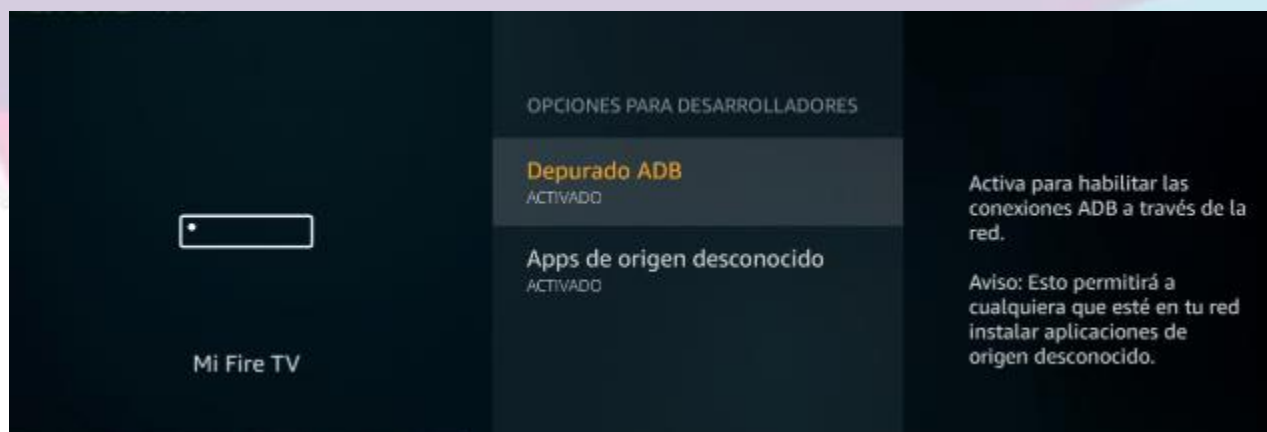 OPCIONES PARA DESARROLLADORES
Depurado ADB
ACTIVADO
Apps de origen desconocido
ACTIVADO
Mi Fire TV
Activa para habilitar las
conexiones ADB a través de la
red.
Aviso: Esto permitirá a
cualquiera que esté en tu red
instalar aplicaciones de
origen desconocido.